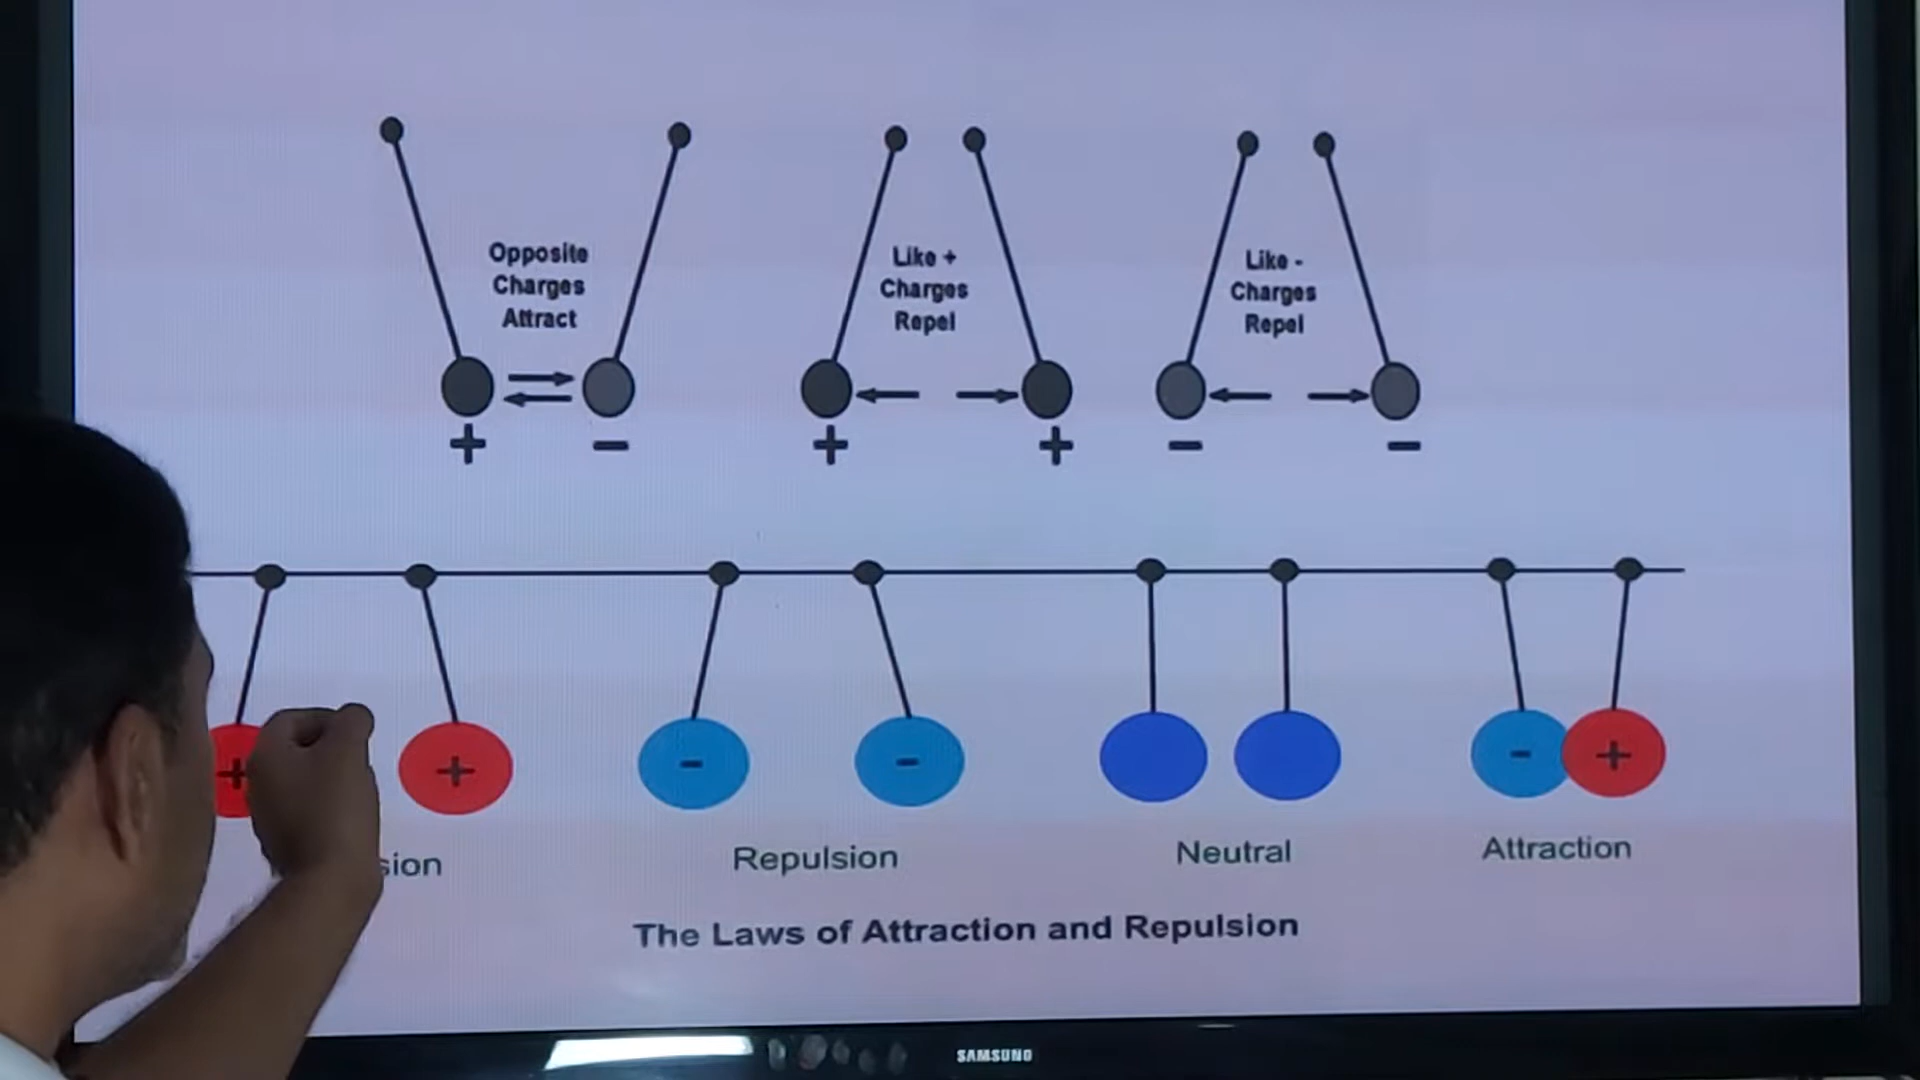 Opposite
Charges
Attract
Like +
Charges
Repel
Like -
Charges
Repel
+ -
+ +
- -
+ +
- -
- +
sion
Repulsion
Neutral
Attraction
The Laws of Attraction and Repulsion
SAMSUNG